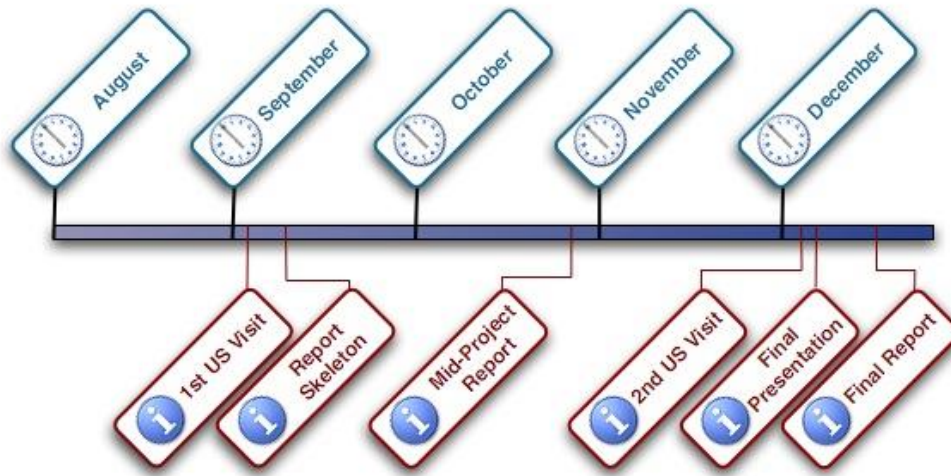 August
September
October
November
December
1st US Visit
Report
Skeleton
Mid-Project
Report
2nd US Visit
Final
Presentation
Final Report